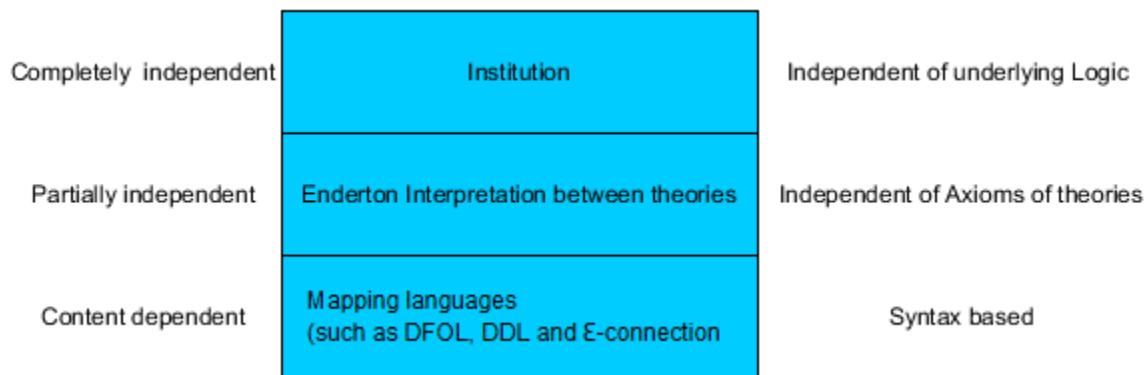 Completely independent
Institution
Independent of underlying Logic
Partially independent
Enderton Interpretation between theories
Independent of Axioms of theories
Content dependent
Mapping languages
(such as DFOL, DDL and Ɛ-connection
Syntax based